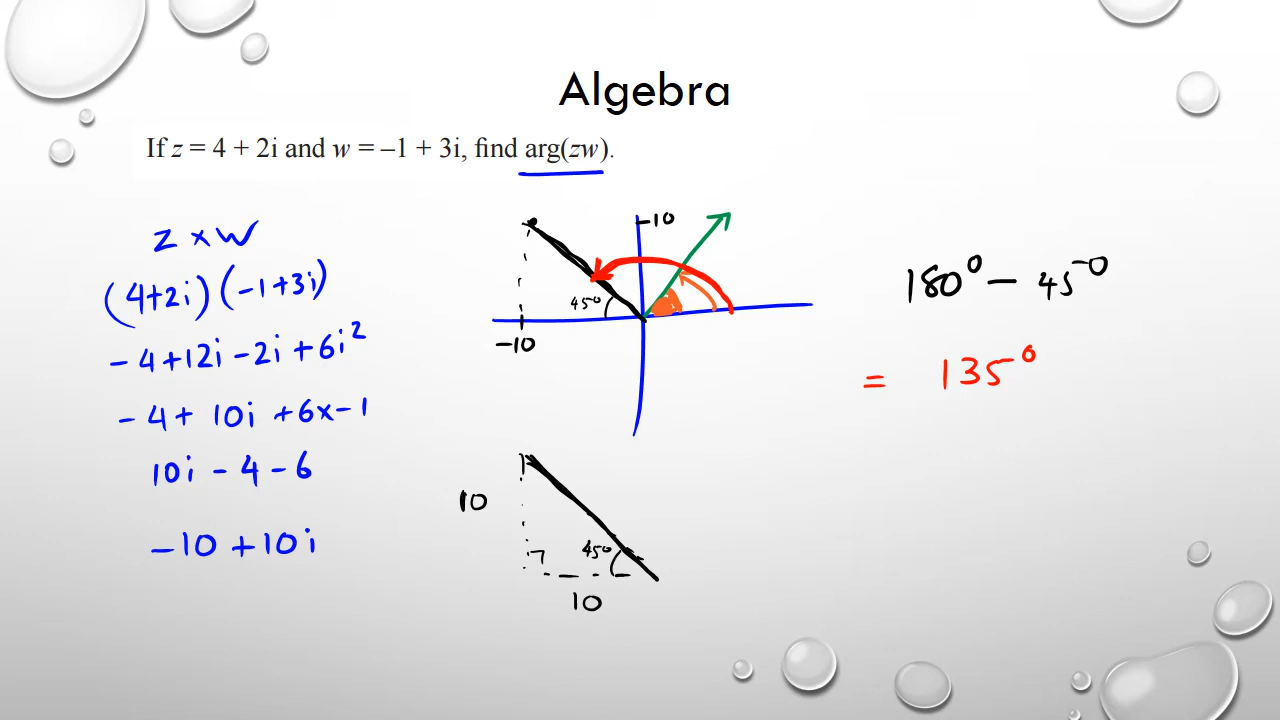 Algebra
If z = 4 + 2i and w = –1 + 3i, find arg(zw).
z × w
(4+2i)(-1+3i)
-4+12i-2i+6i²
-4+ 10i +6x-1
10i - 4 - 6
-10 +10i
-10
45°
-10
10
45°
10
180° - 45°
= 135°